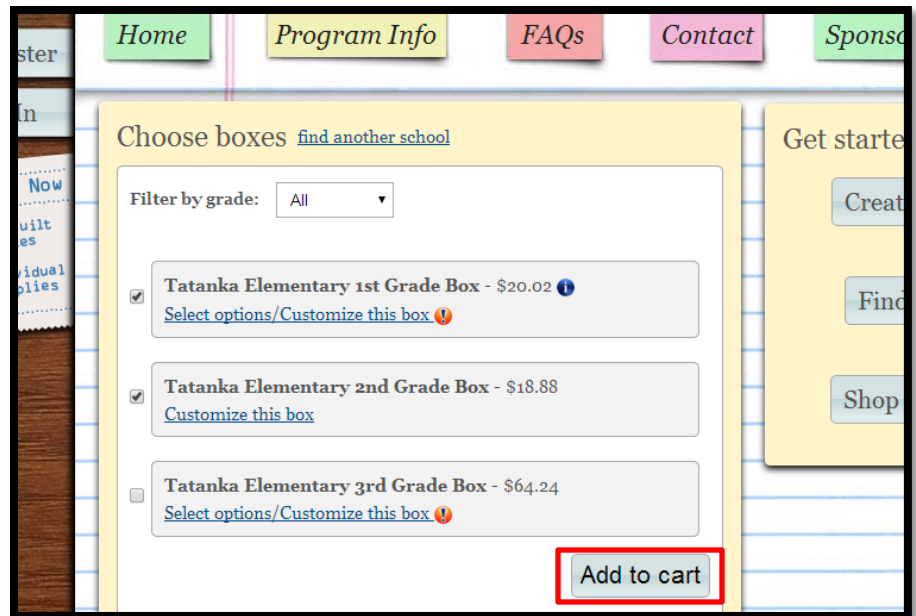 Home Program Info FAQs Contact Sponso
ster
In
Now
uilt
es
vidual
plies
Choose boxes find another school
Filter by grade: All
Tatanka Elementary 1st Grade Box - $20.02
Select options/Customize this box
Tatanka Elementary 2nd Grade Box - $18.88
Customize this box
Tatanka Elementary 3rd Grade Box - $64.24
Select options/Customize this box
Add to cart
Get starte
Creat
Find
Shop